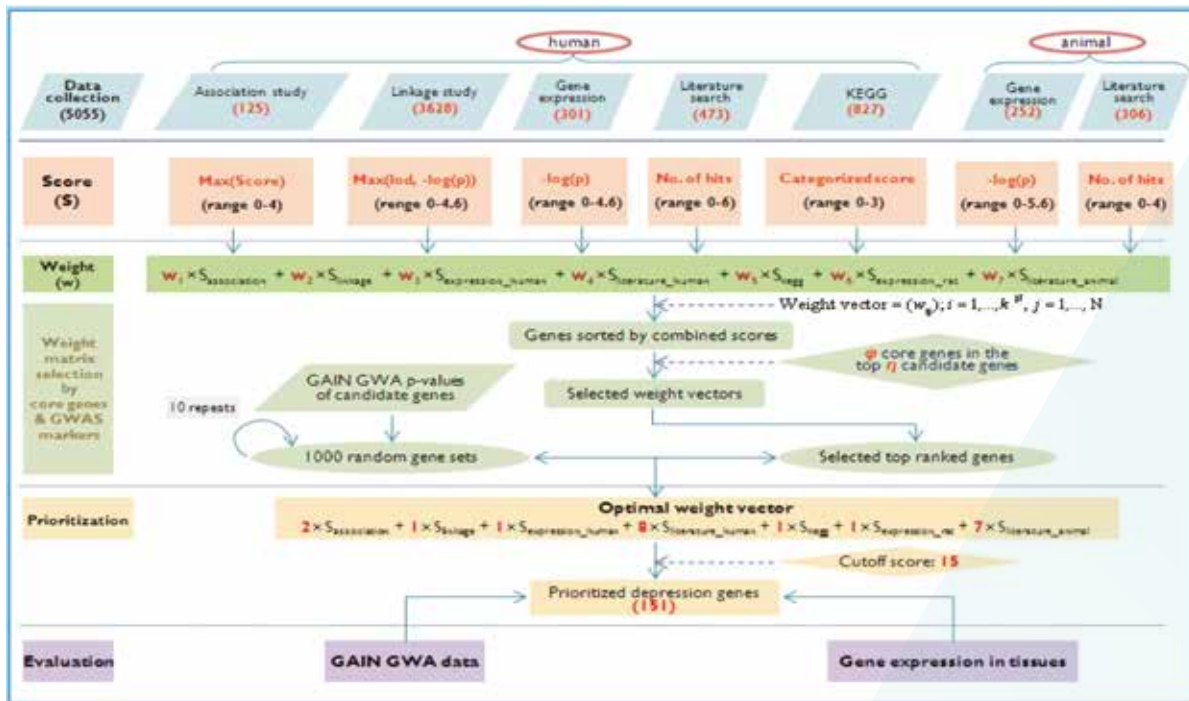 human
animal
Data
collection
(5055)
Association study
(125)
Linkage study
(3628)
Gene
expression
(301)
Literature
search
(473)
KEGG
(827)
Gene
expression
(252)
Literature
search
(306)
Score
(S)
Max(Score)
(range 0-4)
Max(lod, -log(p))
(renge 0-4.6)
-log(p)
(range 0-4.6)
No. of hits
(range 0-6)
Categorized score
(range 0-3)
-log(p)
(range 0-5.6)
No. of hits
(range 0-4)
Weight
(w)
w1 × Sassociation + w2 × Slinkage + w3 × Sexpression_human + w4 × Sliterature_human + w5 × Skegg + w6 × Sexpression_rat + w7 × Sliterature_animal
Weight vector = (wij); i = 1,..., k, j = 1,..., N
Weight
matrix
selection
by
core genes
& GWAS
markers
Genes sorted by combined scores
φ core genes in the
top η candidate genes
GAIN GWA p-values
of candidate genes
Selected weight vectors
10 repeats
1000 random gene sets
Selected top ranked genes
Prioritization
Optimal weight vector
2 × Sassociation + 1 × Slinkage + 1 × Sexpression_human + 8 × Sliterature_human + 1 × Skegg + 1 × Sexpression_rat + 7 × Sliterature_animal
Cutoff score: 15
Prioritized depression genes
(151)
Evaluation
GAIN GWA data
Gene expression in tissues